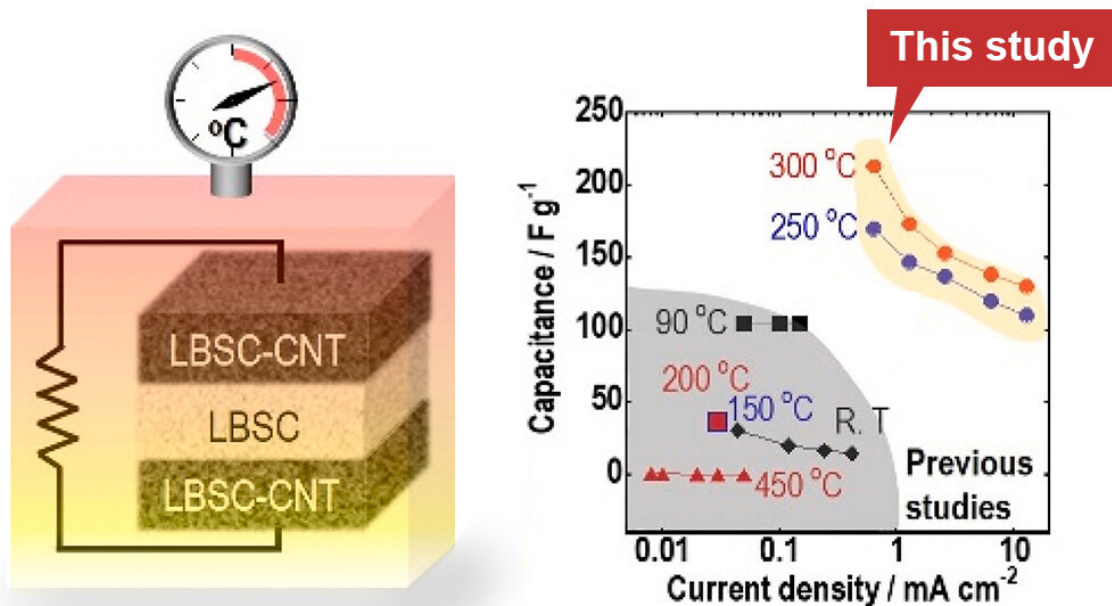 °C
LBSC-CNT
LBSC
LBSC-CNT
This study
250
200
150
100
50
0
Capacitance / F g⁻¹
300 °C
250 °C
90 °C
200 °C
150 °C
R. T
450 °C
Previous
studies
0.01 0.1 1 10
Current density / mA cm⁻²